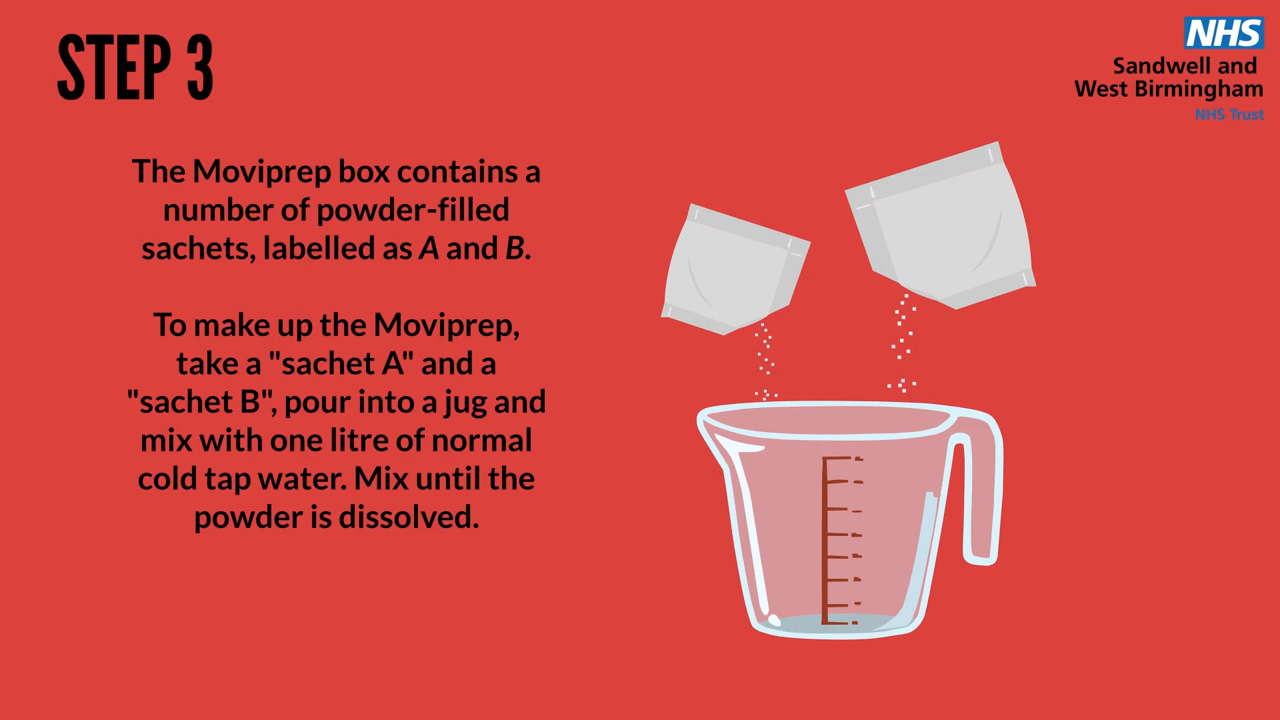 STEP 3
NHS
Sandwell and
West Birmingham
NHS Trust
The Moviprep box contains a
number of powder-filled
sachets, labelled as A and B.
To make up the Moviprep,
take a "sachet A" and a
"sachet B", pour into a jug and
mix with one litre of normal
cold tap water. Mix until the
powder is dissolved.